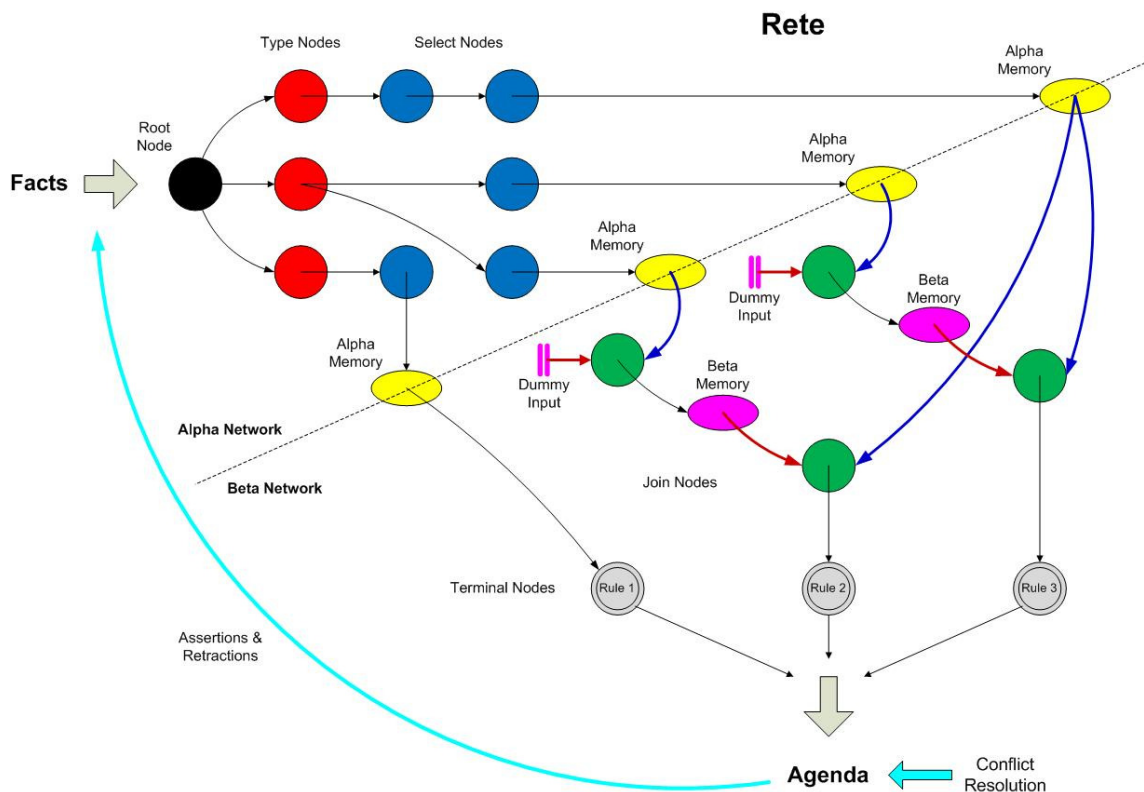 Rete
Type Nodes
Select Nodes
Alpha
Memory
Root
Node
Alpha
Memory
Facts
Alpha
Memory
Beta
Memory
Dummy
Input
Alpha
Memory
Beta
Memory
Dummy
Input
Alpha Network
Beta Network
Join Nodes
Terminal Nodes
Rule 1
Rule 2
Rule 3
Assertions &
Retractions
Agenda
Conflict
Resolution